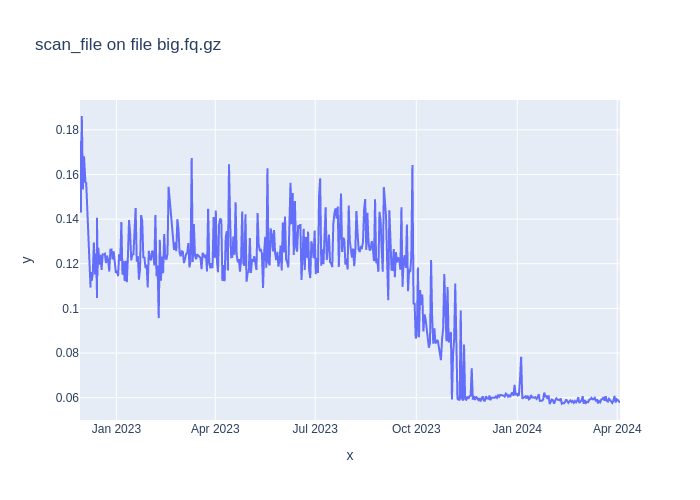 scan_file on file big.fq.gz
0.18
0.16
0.14
0.12
0.1
0.08
0.06
y
Jan 2023
Apr 2023
Jul 2023
Oct 2023
Jan 2024
Apr 2024
x